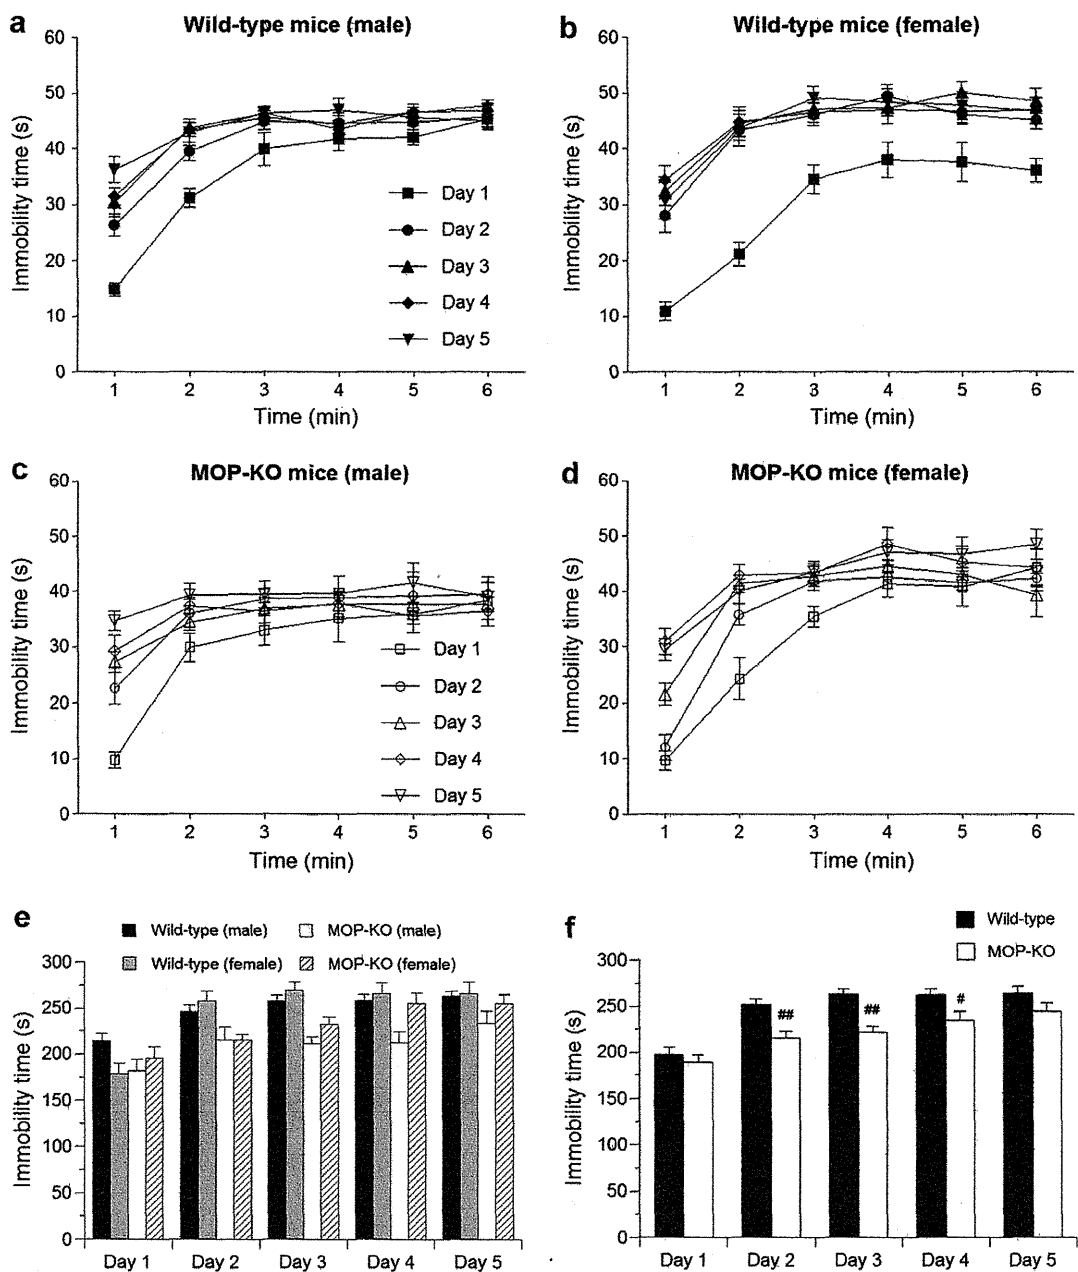 a
Wild-type mice (male)
60
50
40
30
20
10
0
Immobility time (s)
Day 1
Day 2
Day 3
Day 4
Day 5
1 2 3 4 5 6
Time (min)
b
Wild-type mice (female)
60
50
40
30
20
10
0
Immobility time (s)
1 2 3 4 5 6
Time (min)
c
MOP-KO mice (male)
60
50
40
30
20
10
0
Immobility time (s)
Day 1
Day 2
Day 3
Day 4
Day 5
1 2 3 4 5 6
Time (min)
d
MOP-KO mice (female)
60
50
40
30
20
10
0
Immobility time (s)
1 2 3 4 5 6
Time (min)
e
Wild-type (male) MOP-KO (male)
Wild-type (female) MOP-KO (female)
300
250
200
150
100
50
0
Immobility time (s)
Day 1 Day 2 Day 3 Day 4 Day 5
f
Wild-type
MOP-KO
300
250
200
150
100
50
0
Immobility time (s)
## ## #
Day 1 Day 2 Day 3 Day 4 Day 5